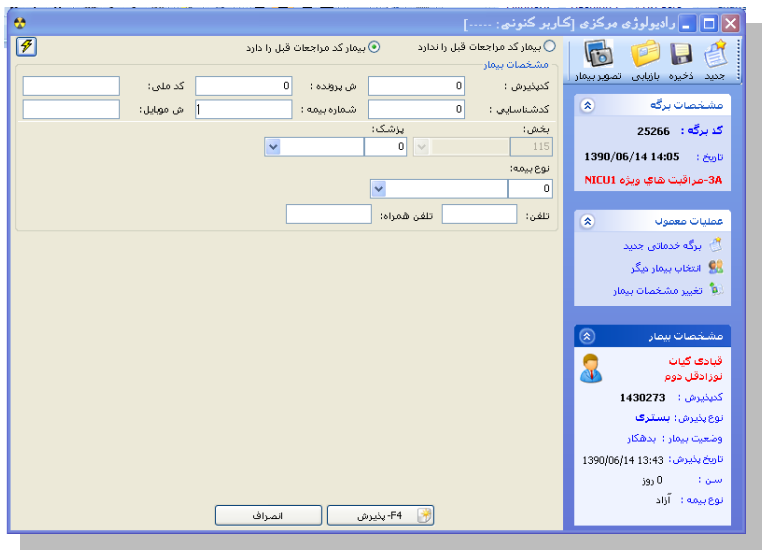 رادیولوژی مرکزی [کاربر کنونی: -----]
جدید ذخیره بازیابی تصویر بیمار
بیمار کد مراجعات قبل را ندارد بیمار کد مراجعات قبل را دارد
مشخصات بیمار
کدپذیرش : 0 ش پرونده : 0 کد ملی:
کدشناسایی : 0 شماره بیمه : ش موبایل:
بخش: پزشک:
115 0
نوع بیمه:
0
تلفن: تلفن همراه:
F4-پذیرش انصراف
مشخصات برگه
کد برگه : 25266
تاریخ : 1390/06/14 14:05
3A-مراقبت های ویژه NICU1
عملیات معمول
برگه خدماتی جدید
انتخاب بیمار دیگر
تغییر مشخصات بیمار
مشخصات بیمار
قبادی کیان
نوزادقل دوم
کدپذیرش : 1430273
نوع پذیرش: بستری
وضعیت بیمار : بدهکار
تاریخ پذیرش: 1390/06/14 13:43
سن : 0 روز
نوع بیمه : آزاد